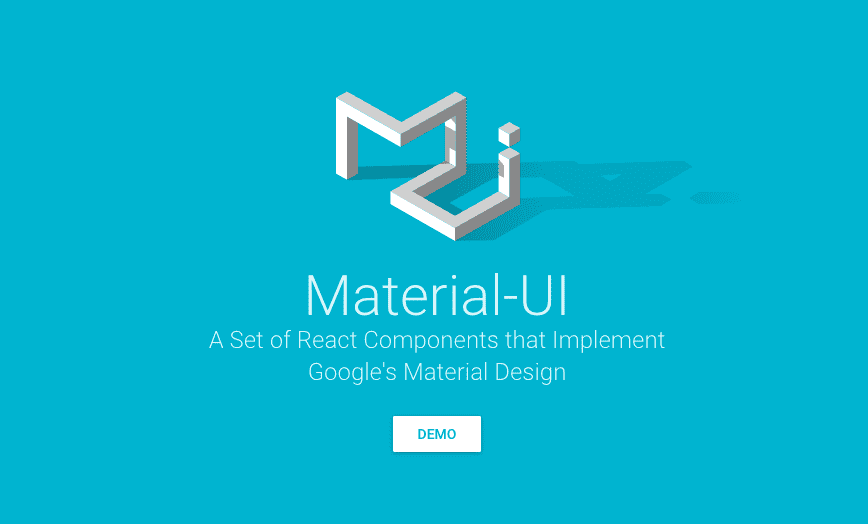 Material-UI
A Set of React Components that Implement
Google's Material Design
DEMO